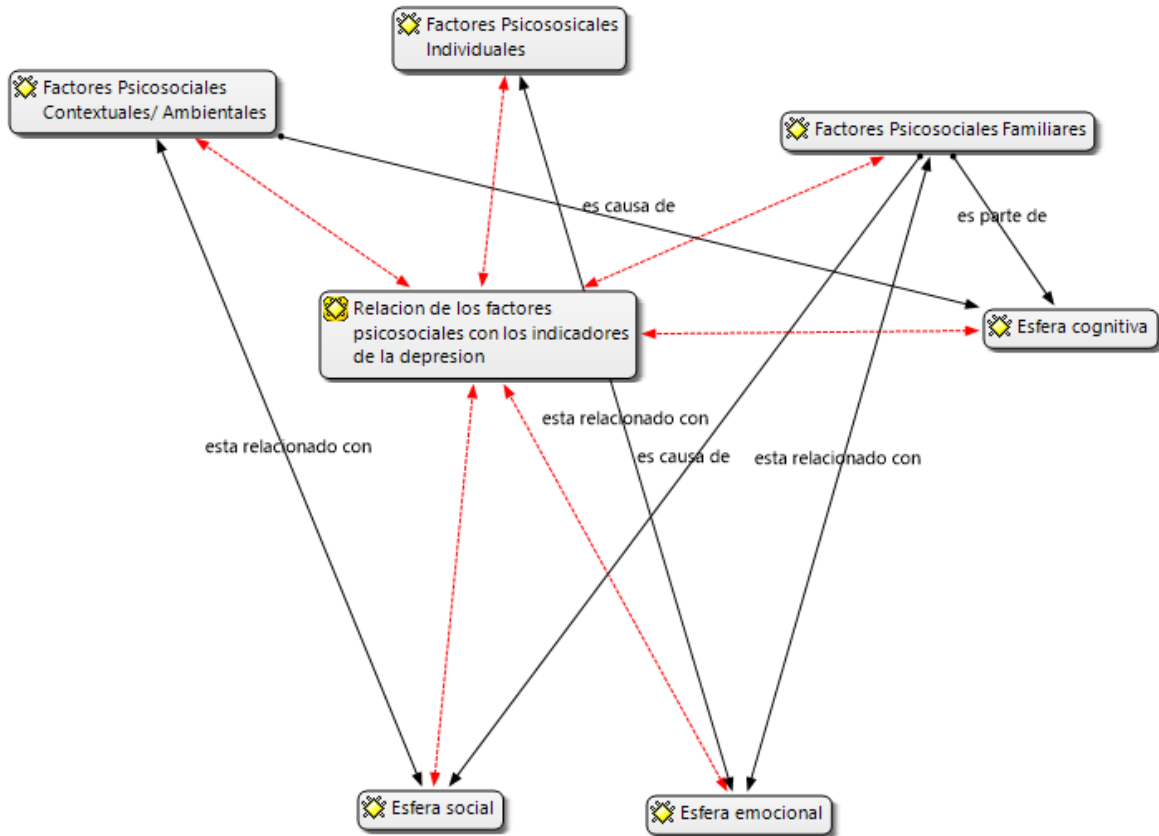 Factores Psicososicales
Individuales
Factores Psicosociales
Contextuales/ Ambientales
Factores Psicosociales Familiares
es causa de
es parte de
Relacion de los factores
psicosociales con los indicadores
de la depresion
Esfera cognitiva
esta relacionado con
esta relacionado con
es causa de
esta relacionado con
Esfera social
Esfera emocional